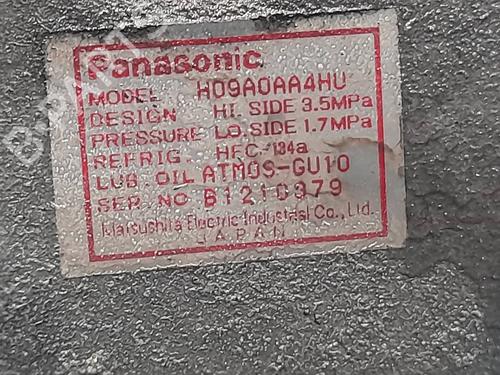 Panasonic
MODEL H09A0AA4HU
DESIGN HI. SIDE 3.5MPa
PRESSURE LO. SIDE 1.7MPa
REFRIG. HFC-134a
LUB. OIL ATMOS-GU10
SER. NO. B1210379
Matsushita Electric Industrial Co., Ltd.
JAPAN